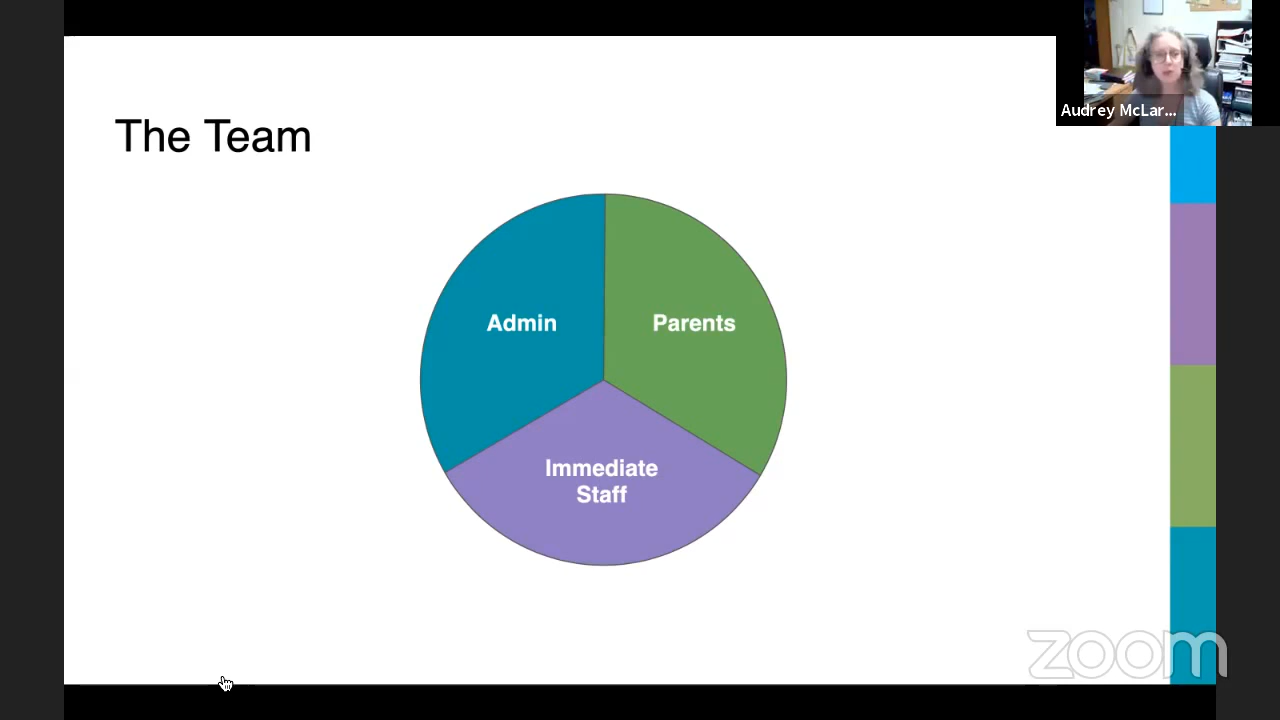 Audrey McLar...
The Team
Admin
Parents
Immediate
Staff
zoom